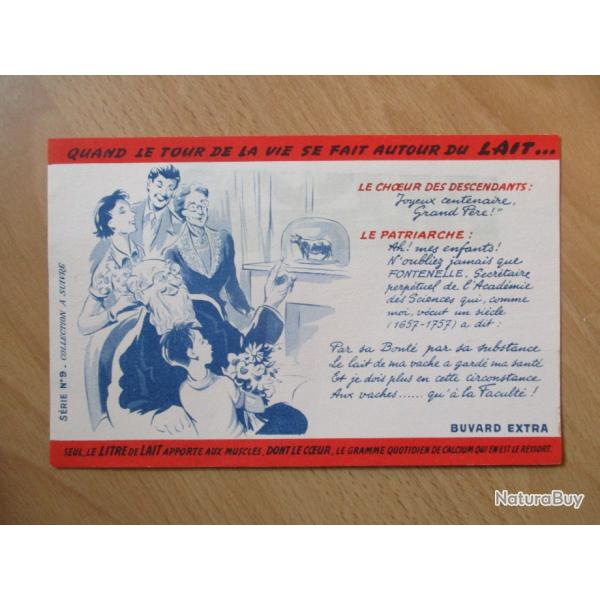 QUAND LE TOUR DE LA VIE SE FAIT AUTOUR DU LAIT...
LE CHŒUR DES DESCENDANTS :
Joyeux centenaire,
Grand Père!"
LE PATRIARCHE :
Ah! mes enfants!
N'oubliez jamais que
FONTENELLE, Secrétaire
perpétuel de l'Académie
des Sciences qui, comme
moi, vécut un siècle
(1657-1757) a dit :
Par sa Bonté par sa substance
Le lait de ma vache a gardé ma santé
Et je dois plus en cette circonstance
Aux vaches...... qu'à la Faculté!
BUVARD EXTRA
SÉRIE N°9 - COLLECTION A SUIVRE
SEUL, LE LITRE DE LAIT APPORTE AUX MUSCLES, DONT LE CŒUR, LE GRAMME QUOTIDIEN DE CALCIUM QUI EN EST LE RESSORT.
NaturaBuy